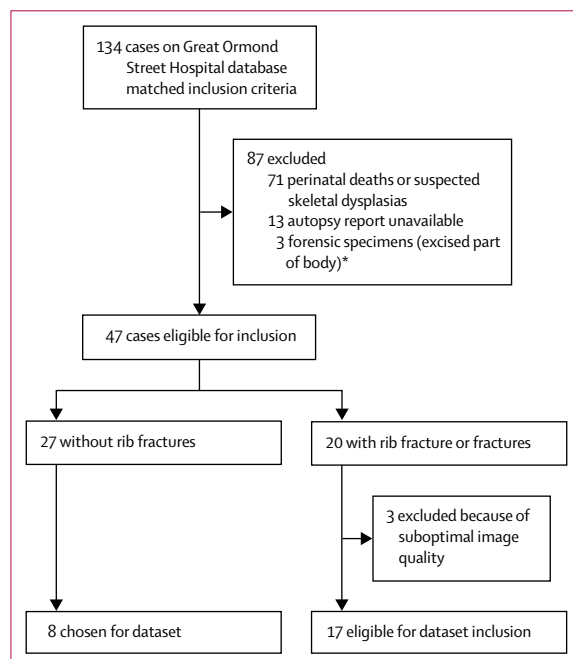 134 cases on Great Ormond
Street Hospital database
matched inclusion criteria
87 excluded
71 perinatal deaths or suspected
skeletal dysplasias
13 autopsy report unavailable
3 forensic specimens (excised part
of body)*
47 cases eligible for inclusion
27 without rib fractures
20 with rib fracture or fractures
3 excluded because of
suboptimal image
quality
8 chosen for dataset
17 eligible for dataset inclusion